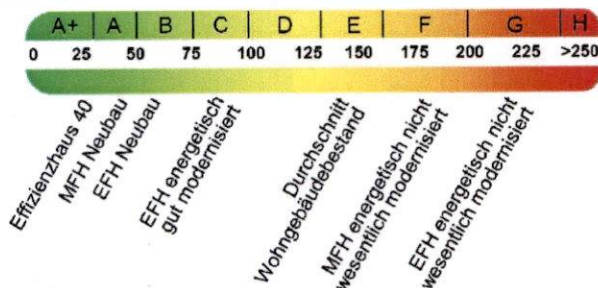 A+ A B C D E F G H
0 25 50 75 100 125 150 175 200 225 >250
Effizienzhaus 40
MFH Neubau
EFH Neubau
EFH energetisch
gut modernisiert
Durchschnitt
Wohngebäudebestand
MFH energetisch nicht
wesentlich modernisiert
EFH energetisch nicht
wesentlich modernisiert